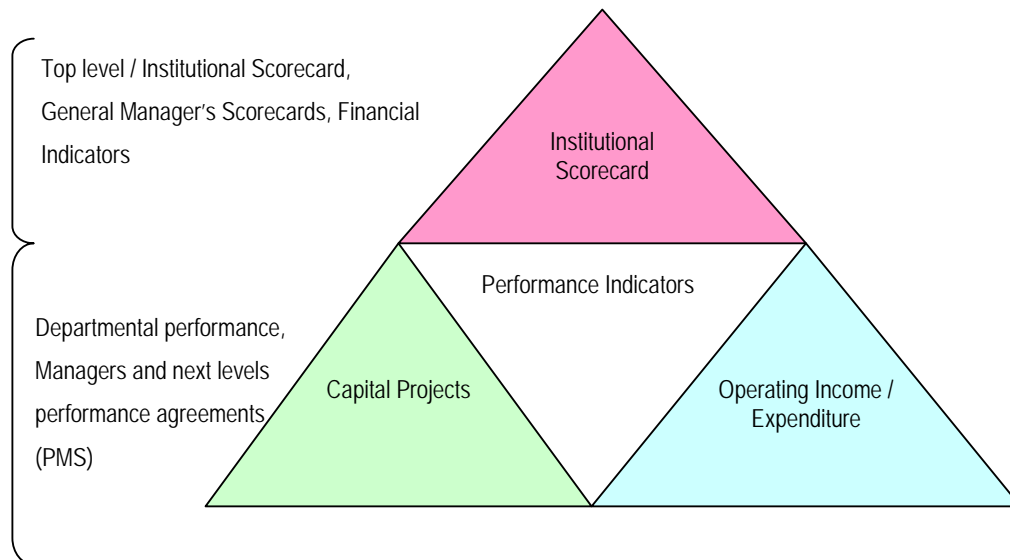 Top level / Institutional Scorecard,
General Manager’s Scorecards, Financial
Indicators
Institutional
Scorecard
Performance Indicators
Departmental performance,
Managers and next levels
performance agreements
(PMS)
Capital Projects
Operating Income /
Expenditure